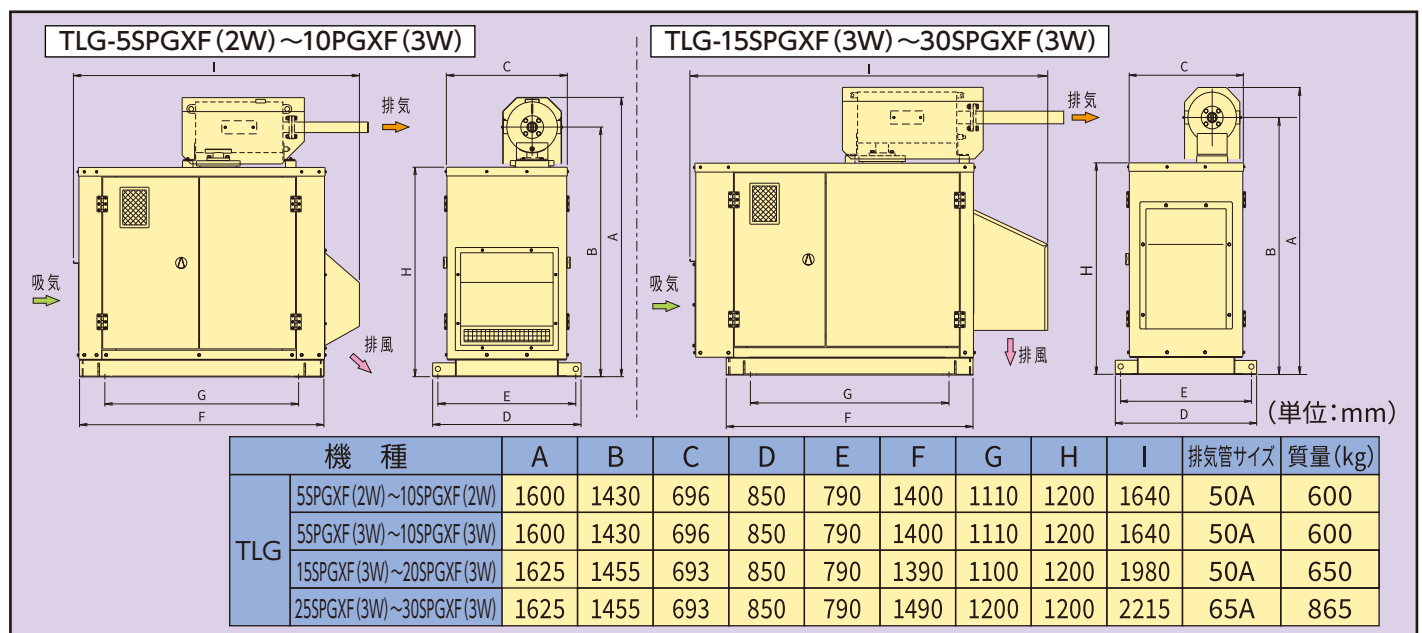 TLG-5SPGXF(2W)～10PGXF(3W)
I
C
排気
吸気
排風
H
B
A
G
F
E
D
TLG-15SPGXF(3W)～30SPGXF(3W)
I
C
排気
吸気
排風
H
B
A
G
F
E
D
(単位:mm)
機 種 A B C D E F G H I 排気管サイズ 質量(kg)
TLG
5SPGXF(2W)～10SPGXF(2W) 1600 1430 696 850 790 1400 1110 1200 1640 50A 600
5SPGXF(3W)～10SPGXF(3W) 1600 1430 696 850 790 1400 1110 1200 1640 50A 600
15SPGXF(3W)～20SPGXF(3W) 1625 1455 693 850 790 1390 1100 1200 1980 50A 650
25SPGXF(3W)～30SPGXF(3W) 1625 1455 693 850 790 1490 1200 1200 2215 65A 865